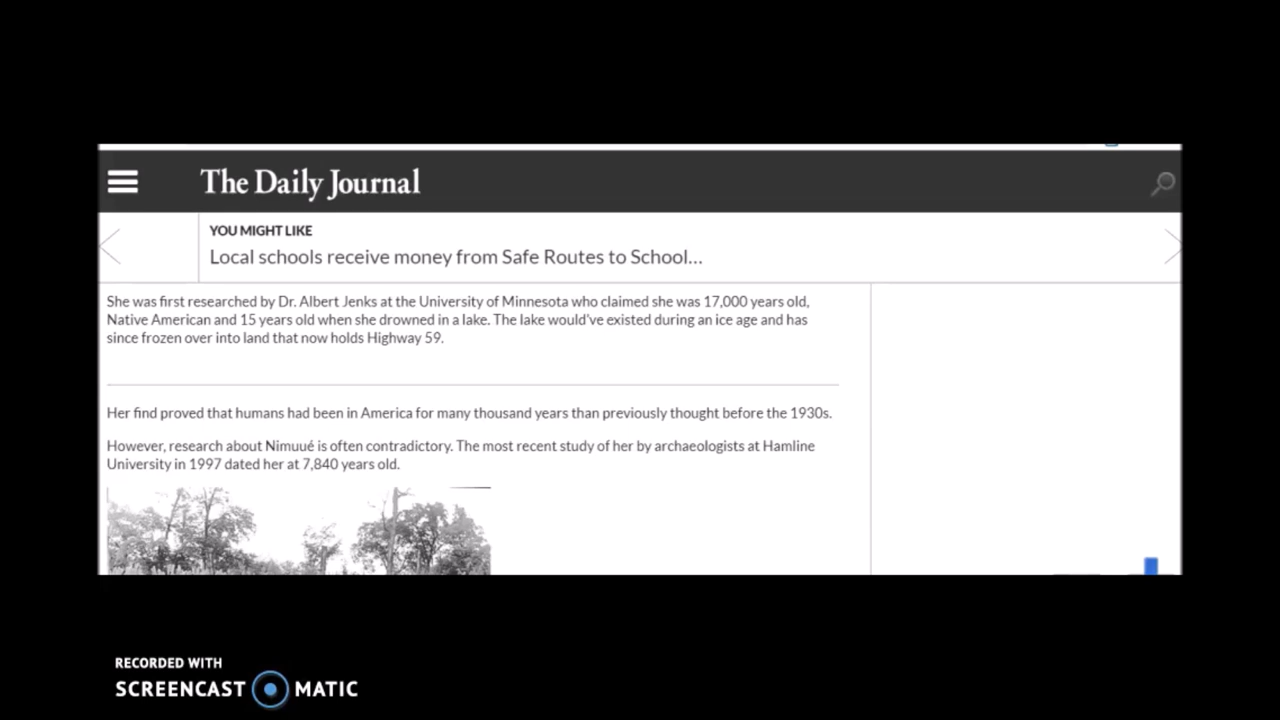 The Daily Journal
YOU MIGHT LIKE
Local schools receive money from Safe Routes to School...
She was first researched by Dr. Albert Jenks at the University of Minnesota who claimed she was 17,000 years old,
Native American and 15 years old when she drowned in a lake. The lake would've existed during an ice age and has
since frozen over into land that now holds Highway 59.
Her find proved that humans had been in America for many thousand years than previously thought before the 1930s.
However, research about Nimuué is often contradictory. The most recent study of her by archaeologists at Hamline
University in 1997 dated her at 7,840 years old.
RECORDED WITH
SCREENCAST MATIC